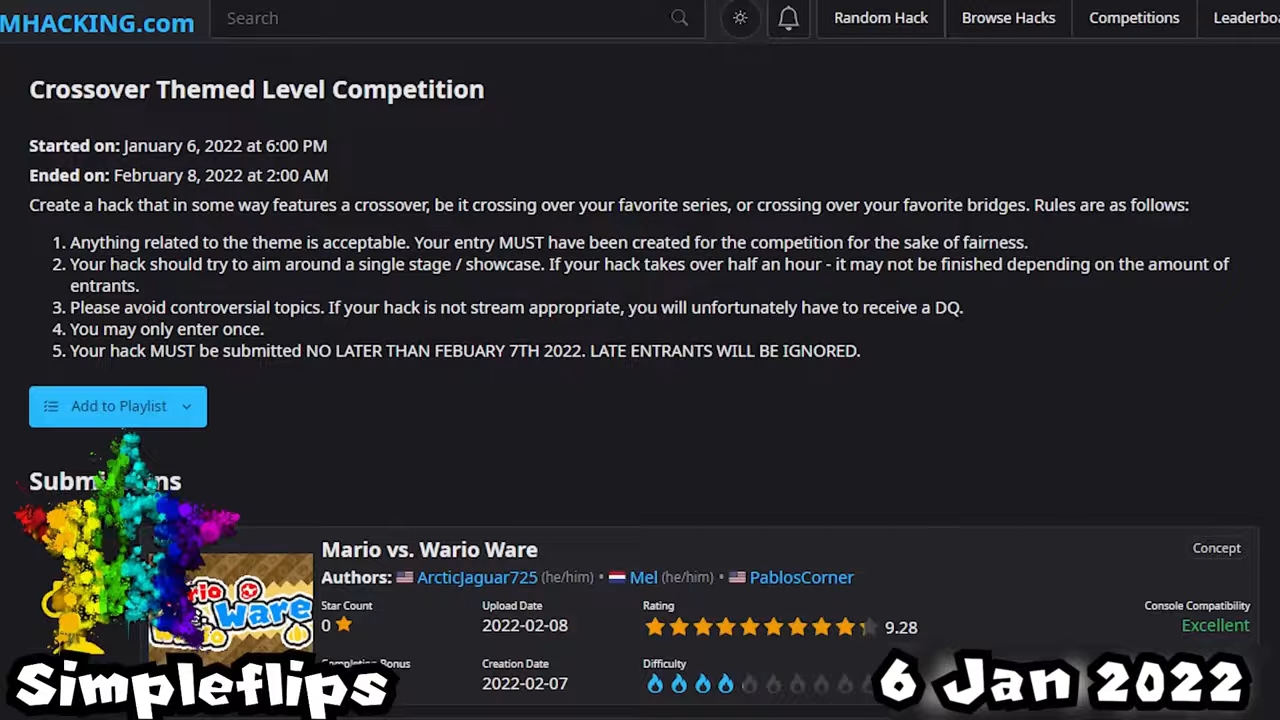 MHACKING.com
Search
Random Hack
Browse Hacks
Competitions
Crossover Themed Level Competition
Started on: January 6, 2022 at 6:00 PM
Ended on: February 8, 2022 at 2:00 AM
Create a hack that in some way features a crossover, be it crossing over your favorite series, or crossing over your favorite bridges. Rules are as follows:
1. Anything related to the theme is acceptable. Your entry MUST have been created for the competition for the sake of fairness.
2. Your hack should try to aim around a single stage / showcase. If your hack takes over half an hour - it may not be finished depending on the amount of
entrants.
3. Please avoid controversial topics. If your hack is not stream appropriate, you will unfortunately have to receive a DQ.
4. You may only enter once.
5. Your hack MUST be submitted NO LATER THAN FEBUARY 7TH 2022. LATE ENTRANTS WILL BE IGNORED.
Add to Playlist
Mario vs. Wario Ware
Concept
Authors: ArcticJaguar725 (he/him) • Mel (he/him) • PablosCorner
Star Count
Upload Date
Rating
Console Compatibility
0
2022-02-08
9.28
Excellent
Ware
Completion Bonus
Creation Date
Difficulty
2022-02-07
Simpleflips
6 Jan 2022